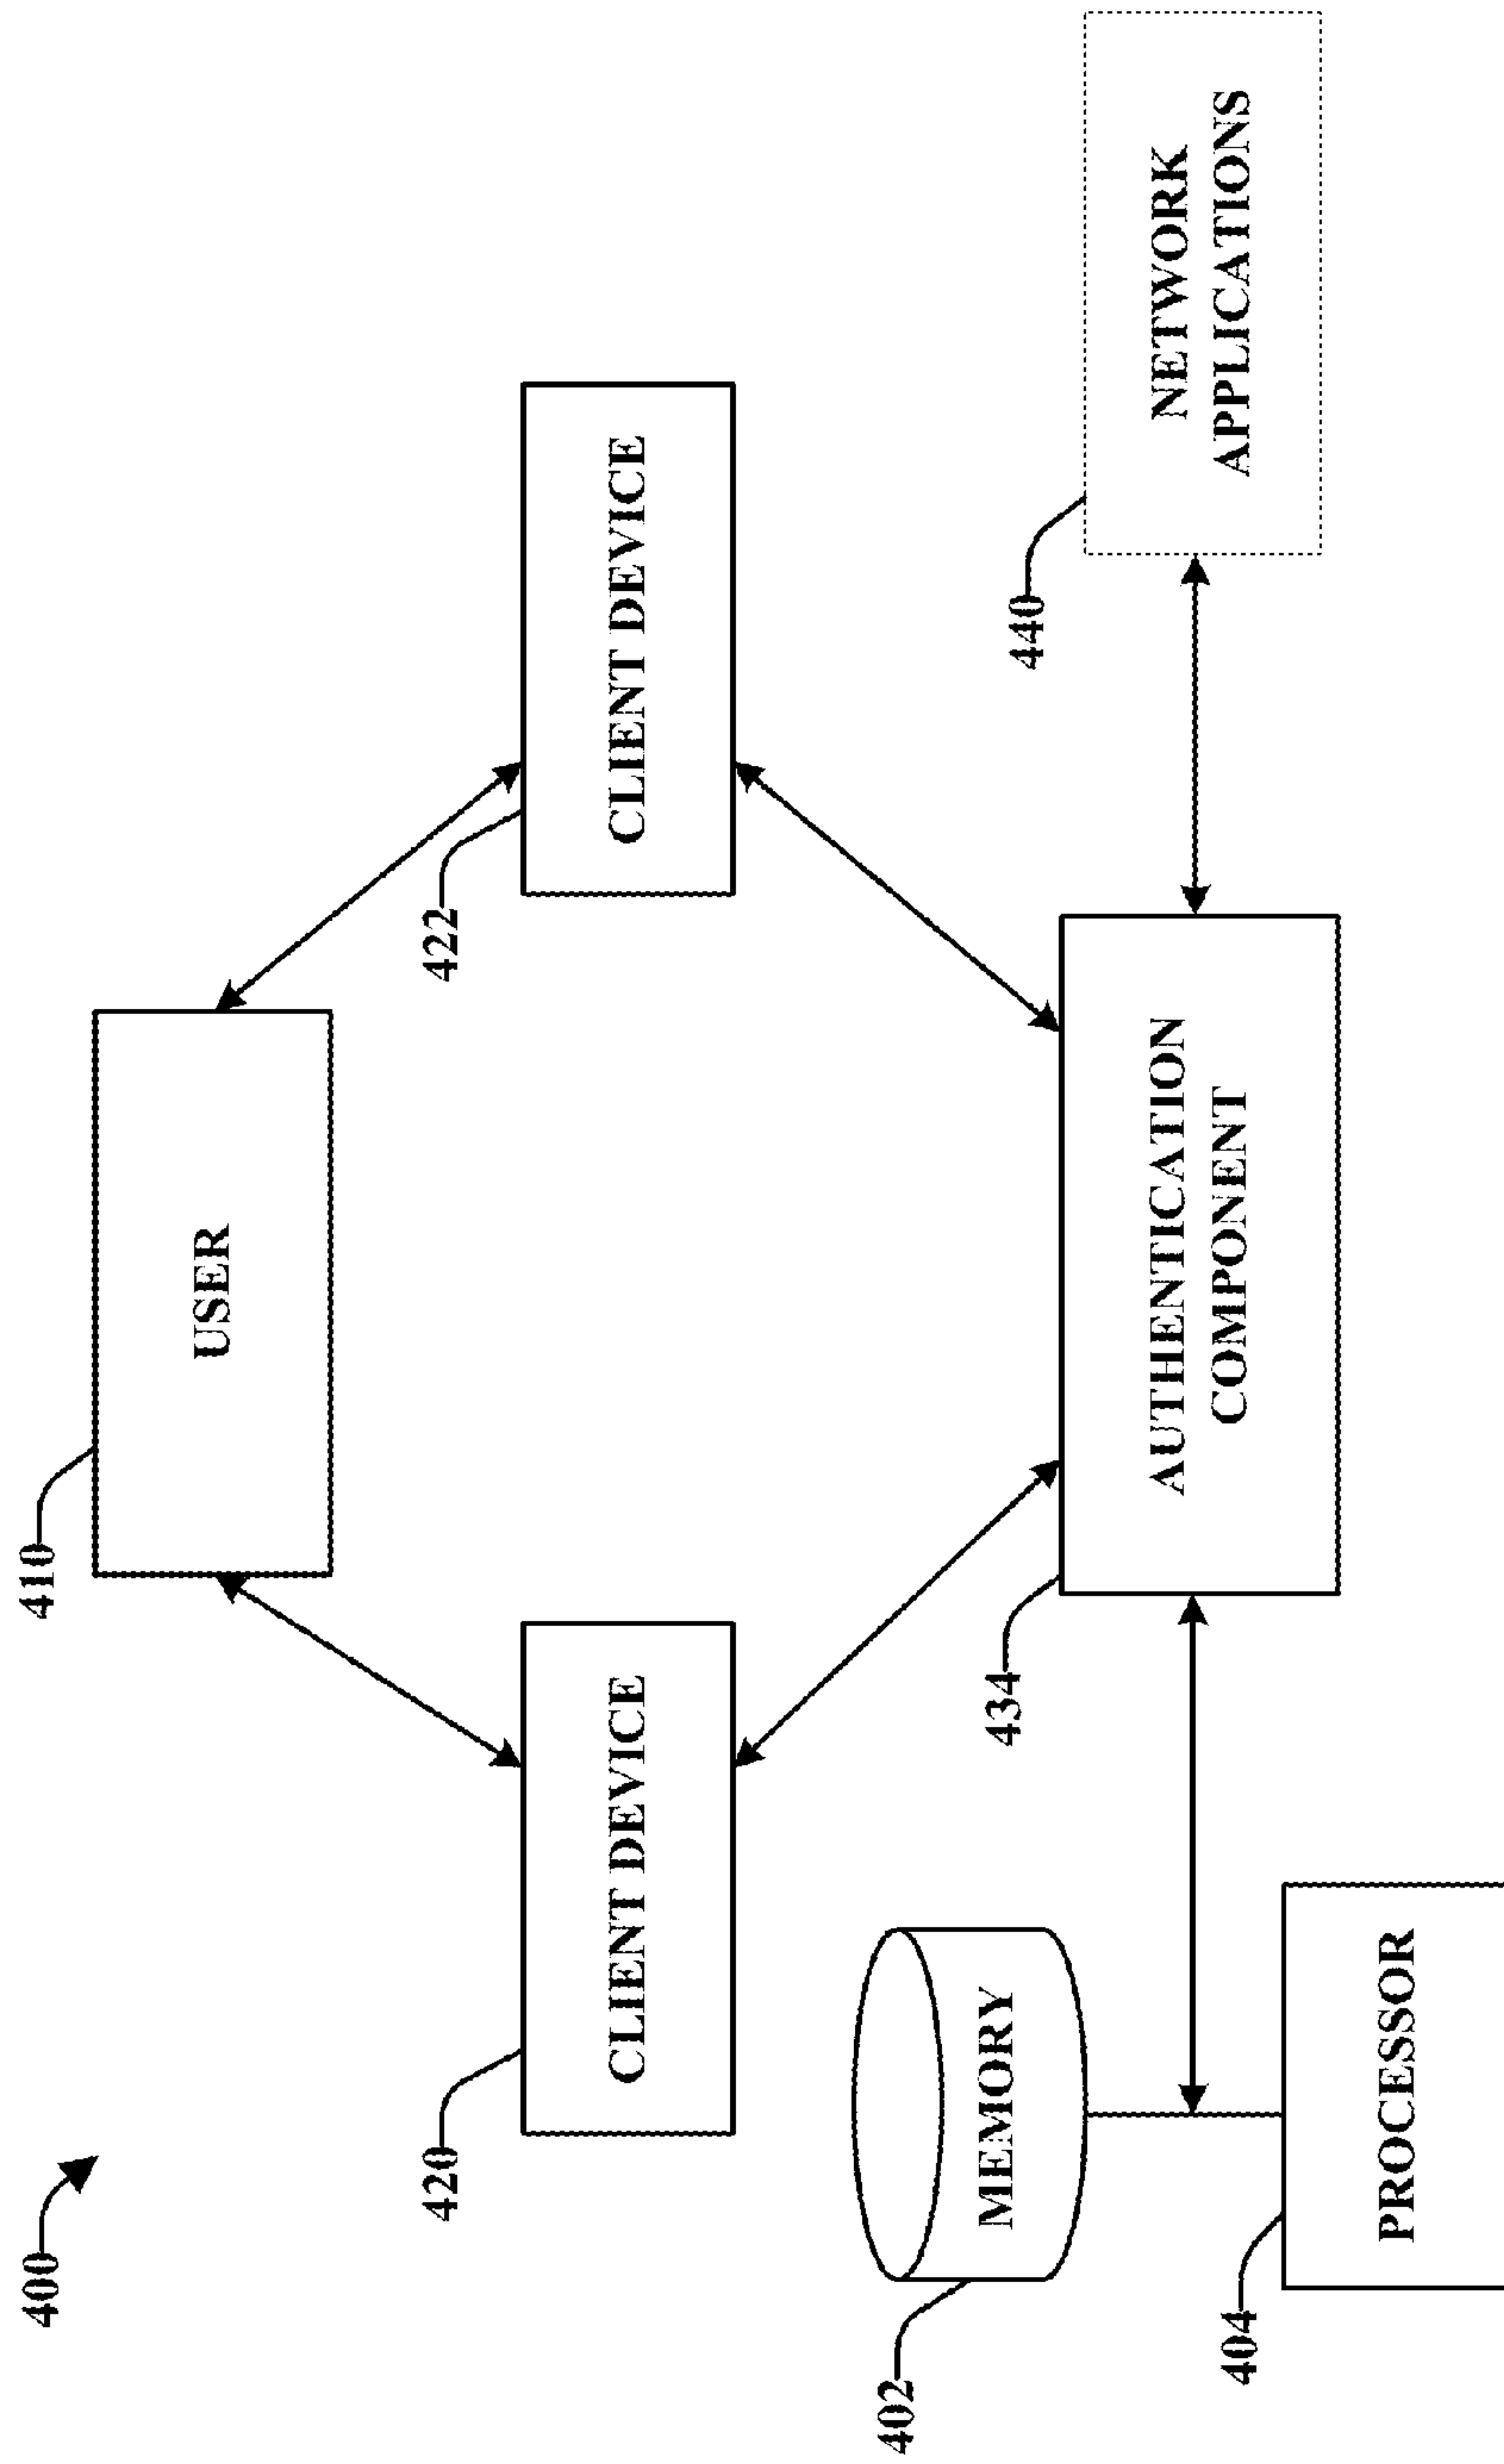 400
410
USER
420
CLIENT DEVICE
422
CLIENT DEVICE
402
MEMORY
404
PROCESSOR
434
AUTHENTICATION
COMPONENT
440
NETWORK
APPLICATIONS